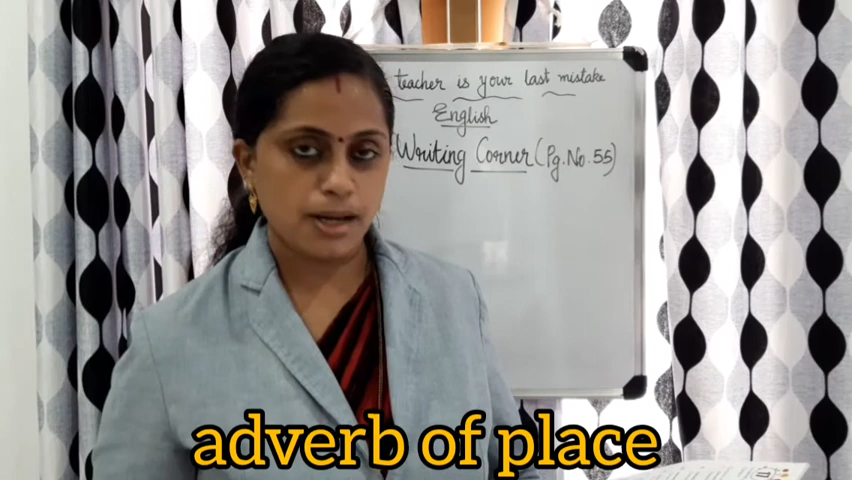 teacher is your last mistake
English
Writing Corner (Pg.No.55)
adverb of place